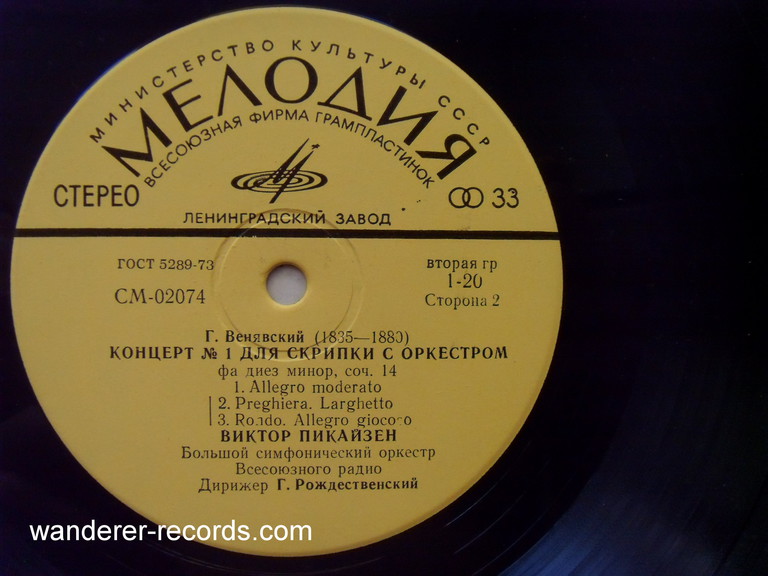 МИНИСТЕРСТВО КУЛЬТУРЫ СССР
МЕЛОДИЯ
ВСЕСОЮЗНАЯ ФИРМА ГРАМПЛАСТИНОК
СТЕРЕО
33
ЛЕНИНГРАДСКИЙ ЗАВОД
ГОСТ 5289-73
вторая гр
СМ-02074
1-20
Сторона 2
Г. Венявский (1835—1880)
КОНЦЕРТ № 1 ДЛЯ СКРИПКИ С ОРКЕСТРОМ
фа диез минор, соч. 14
1. Allegro moderato
2. Preghiera. Larghetto
3. Rondo. Allegro giocoso
ВИКТОР ПИКАЙЗЕН
Большой симфонический оркестр
Всесоюзного радио
Дирижер Г. Рождественский
wanderer-records.com